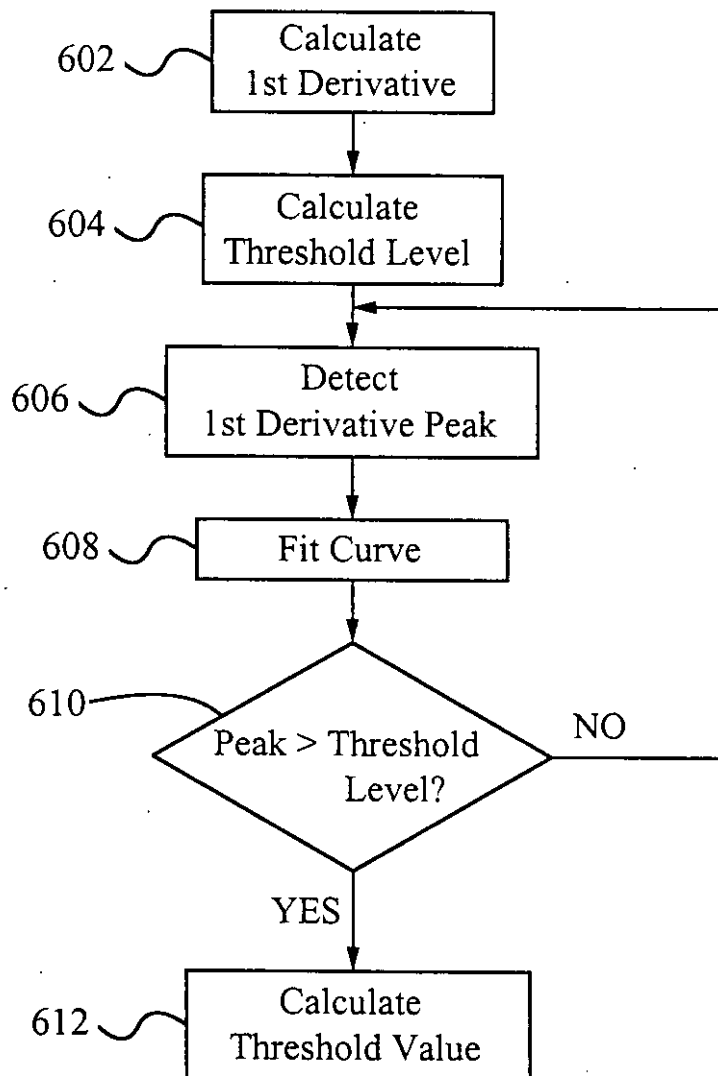 602
Calculate
1st Derivative
604
Calculate
Threshold Level
606
Detect
1st Derivative Peak
608
Fit Curve
610
Peak > Threshold
Level?
NO
YES
612
Calculate
Threshold Value